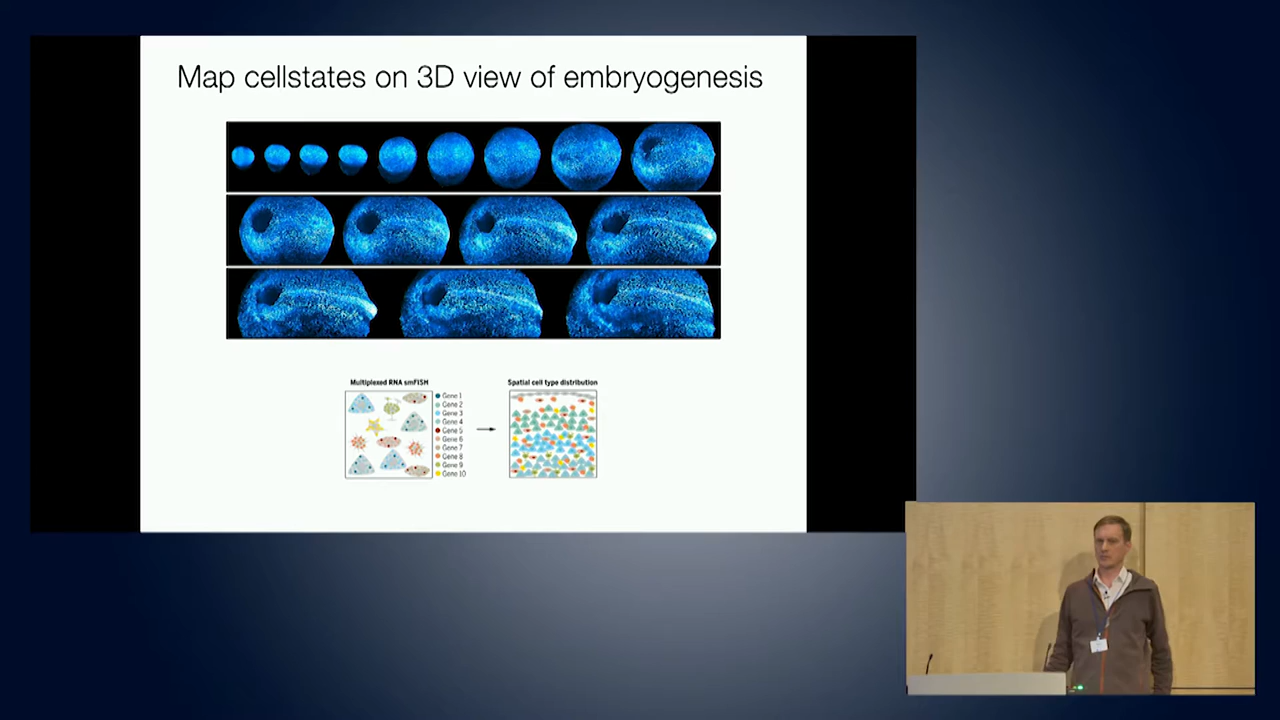 Map cellstates on 3D view of embryogenesis
Multiplexed RNA smFISH
Gene 1
Gene 2
Gene 3
Gene 4
Gene 5
Gene 6
Gene 7
Gene 8
Gene 9
Gene 10
Spatial cell type distribution